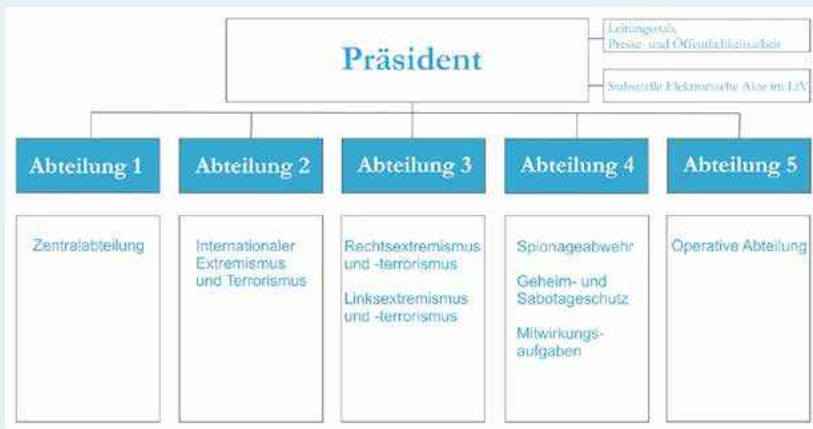 Präsident
Leitungsstab,
Presse- und Öffentlichkeitsarbeit
Stabsstelle Elektronische Akte im LfV
Abteilung 1
Abteilung 2
Abteilung 3
Abteilung 4
Abteilung 5
Zentralabteilung
Internationaler
Extremismus
und Terrorismus
Rechtsextremismus
und -terrorismus
Linksextremismus
und -terrorismus
Spionageabwehr
Geheim- und
Sabotageschutz
Mitwirkungs-
aufgaben
Operative Abteilung